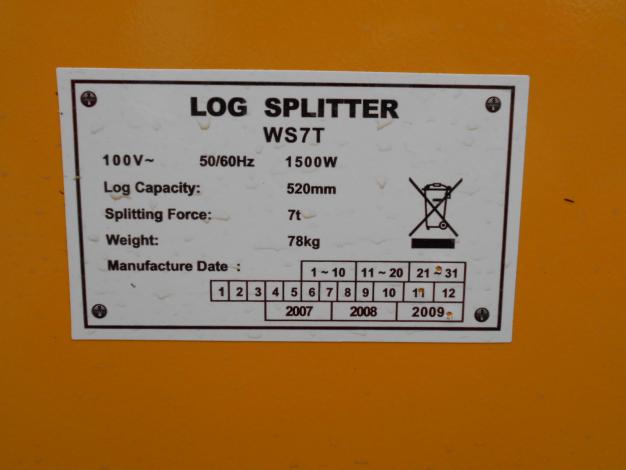 LOG SPLITTER
WS7T
100V~ 50/60Hz 1500W
Log Capacity: 520mm
Splitting Force: 7t
Weight: 78kg
Manufacture Date :
1 ~ 10 11 ~ 20 21 ~ 31
1 2 3 4 5 6 7 8 9 10 11 12
2007 2008 2009